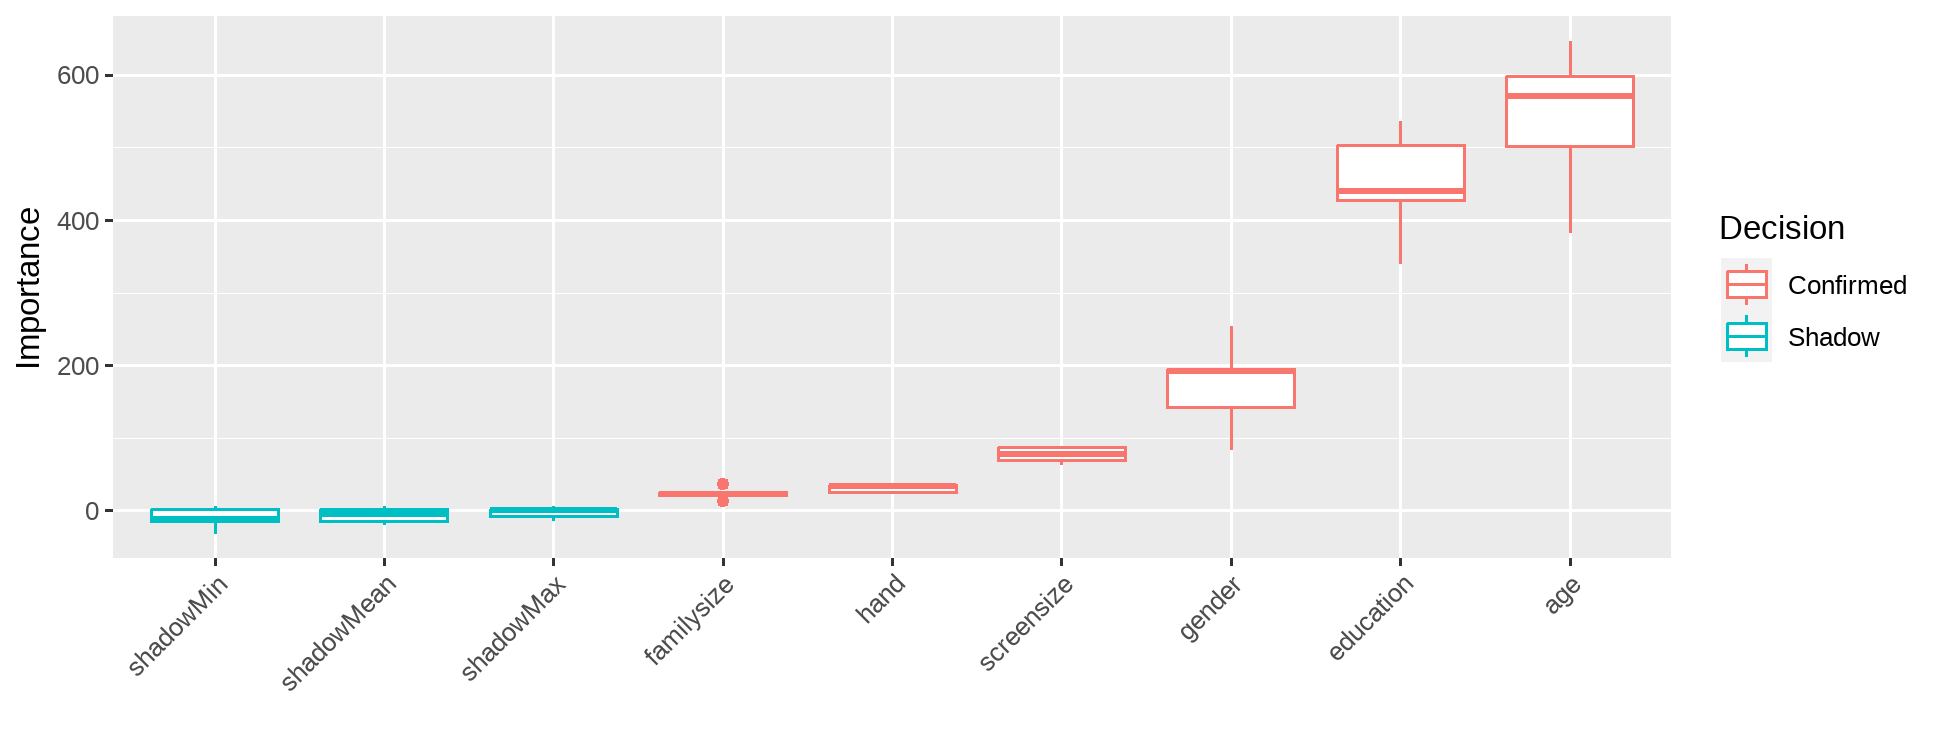 Importance
600
400
200
0
shadowMin
shadowMean
shadowMax
familysize
hand
screensize
gender
education
age
Decision
Confirmed
Shadow